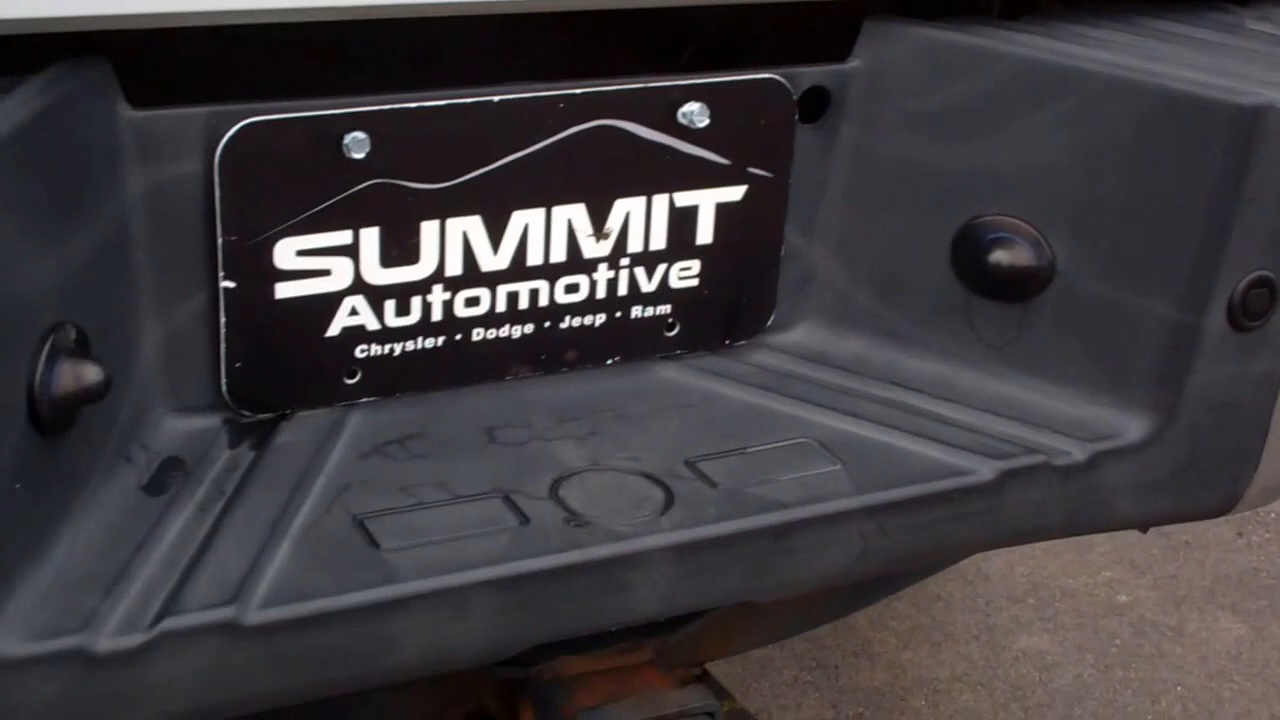 SUMMIT
Automotive
Chrysler • Dodge • Jeep • Ram